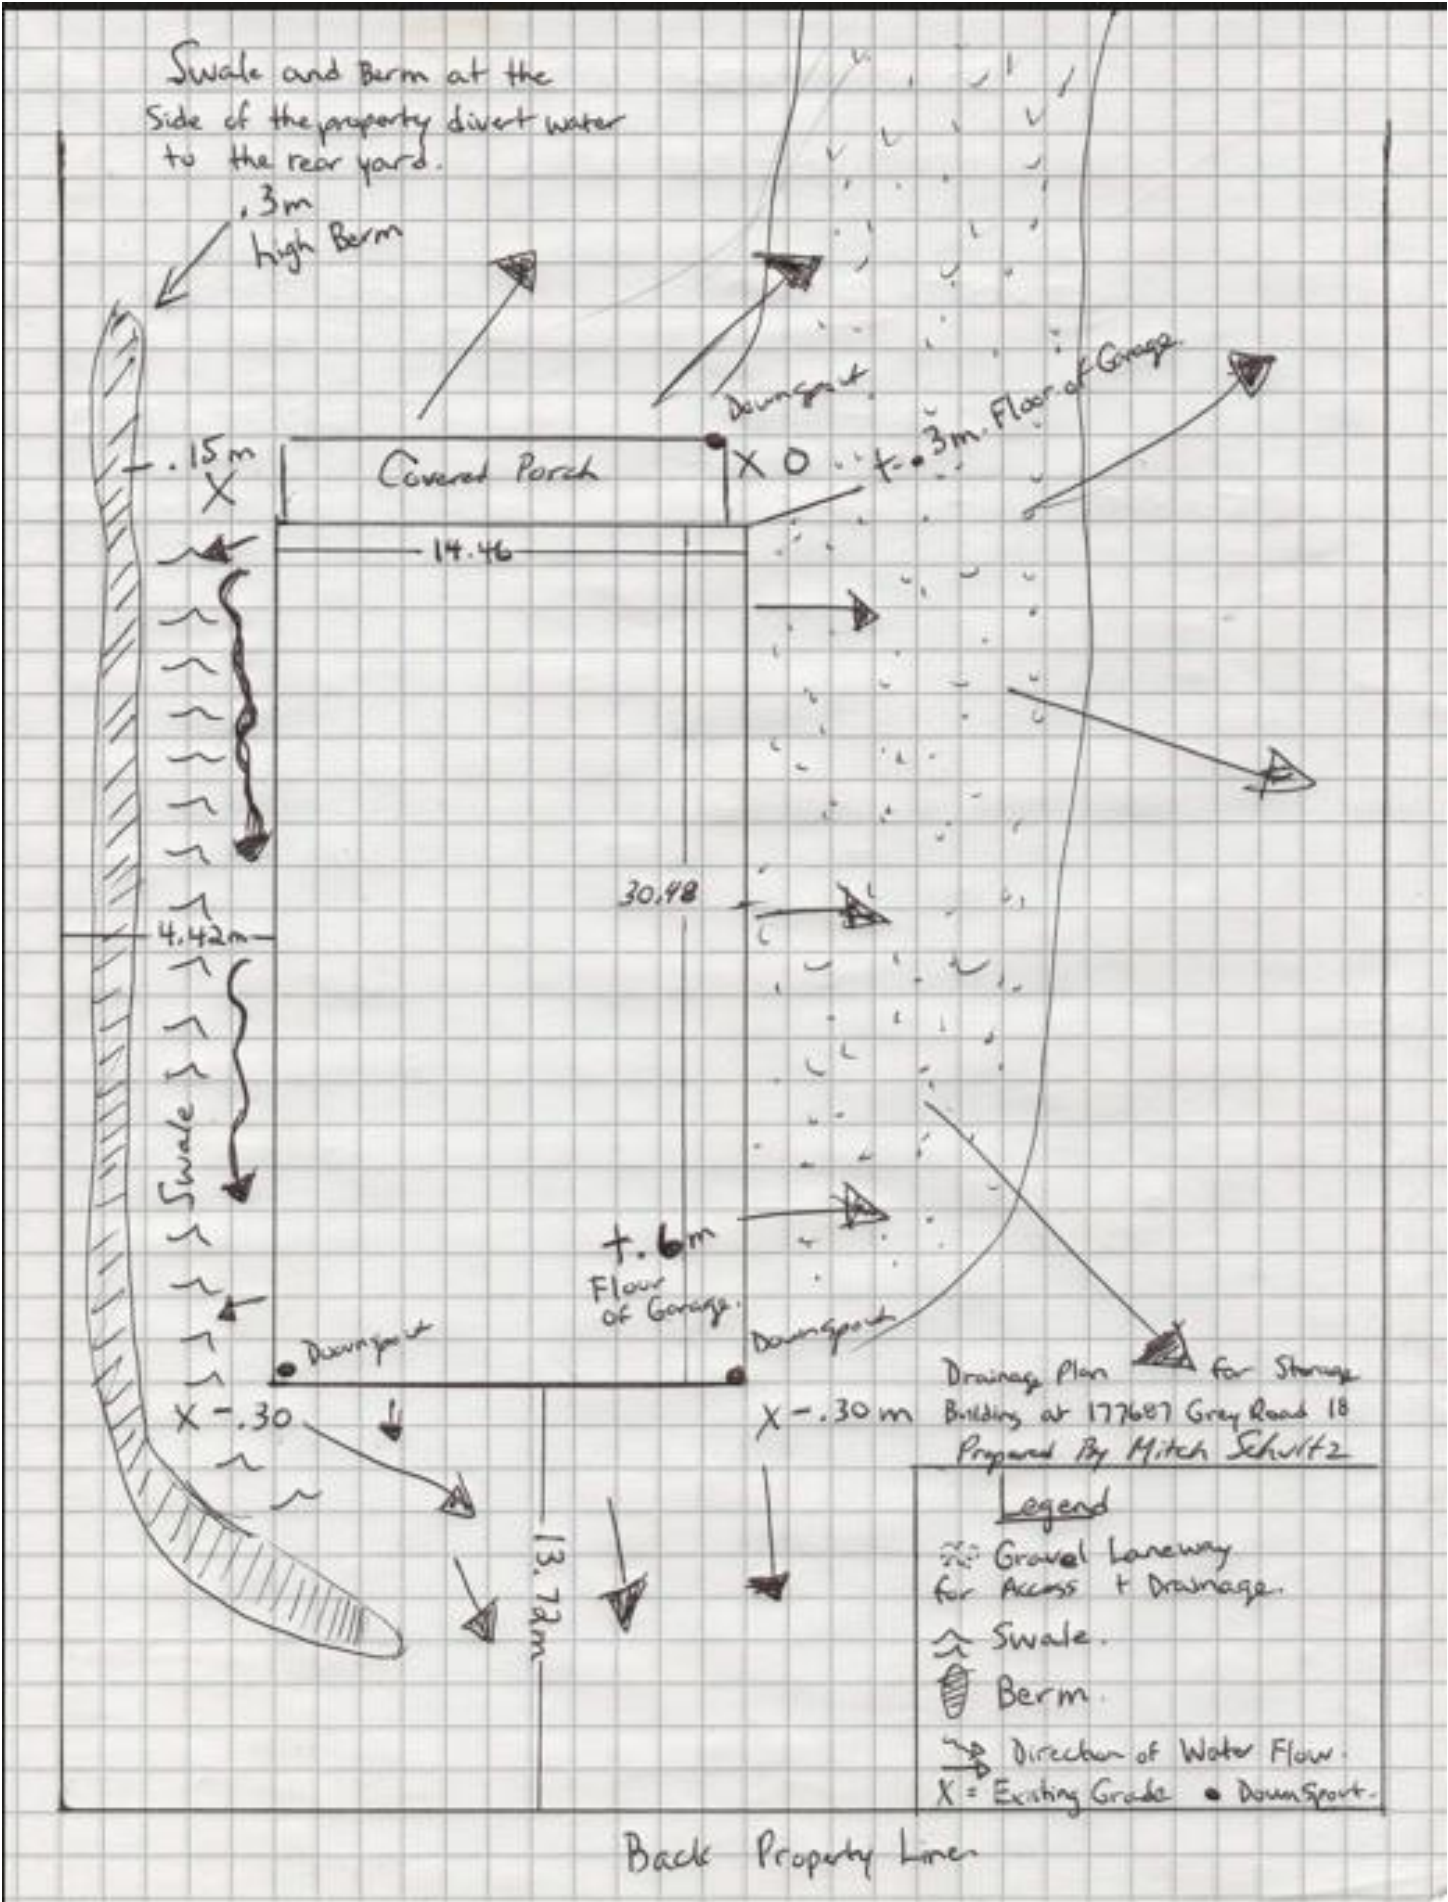 Swale and Berm at the
Side of the property divert water
to the rear yard.
.3m
high Berm
Downspout
+.3m. Floor of Garage.
-.15m
X
Covered Porch
X 0
14.46
30.48
4.42m
Swale
+.6m
Floor
of Garage.
Downspout
Downspout
X -.30
X -.30m
13.72m
Drainage Plan for Storage
Building at 177687 Grey Road 18
Prepared By Mitch Schultz
Legend
Gravel Laneway
for Access + Drainage.
Swale.
Berm.
Direction of Water Flow.
X = Existing Grade • Downspout.
Back Property Line